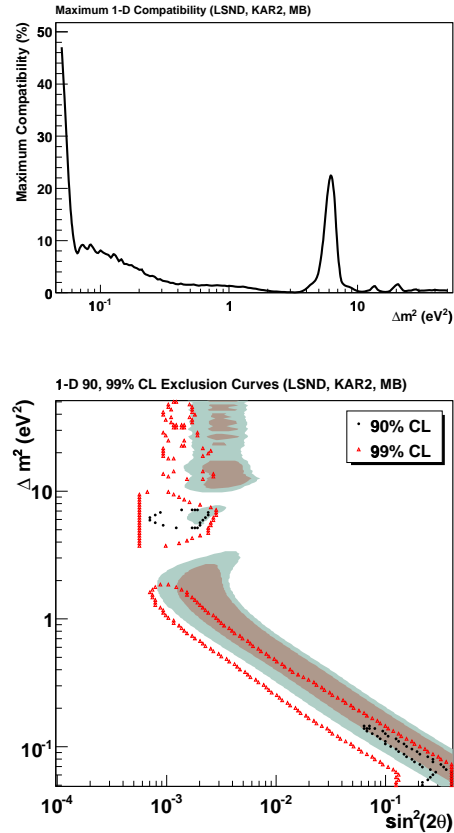 Maximum 1-D Compatibility (LSND, KAR2, MB)
Maximum Compatibility (%)
50
40
30
20
10
0
10⁻¹
1
10
Δm² (eV²)
1-D 90, 99% CL Exclusion Curves (LSND, KAR2, MB)
Δ m² (eV²)
90% CL
99% CL
10
1
10⁻¹
10⁻⁴
10⁻³
10⁻²
10⁻¹
sin²(2θ)